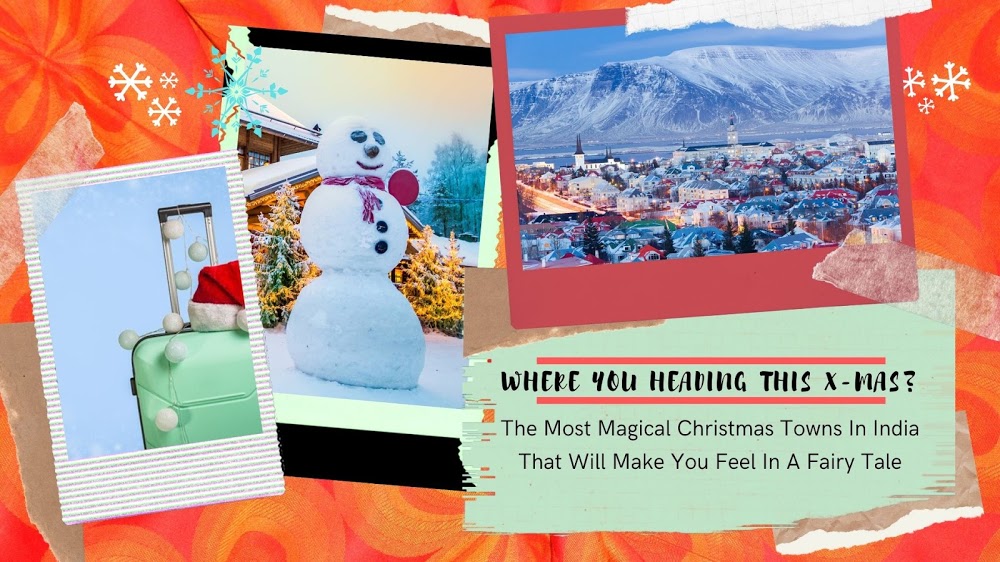 WHERE YOU HEADING THIS X-MAS?
The Most Magical Christmas Towns In India
That Will Make You Feel In A Fairy Tale